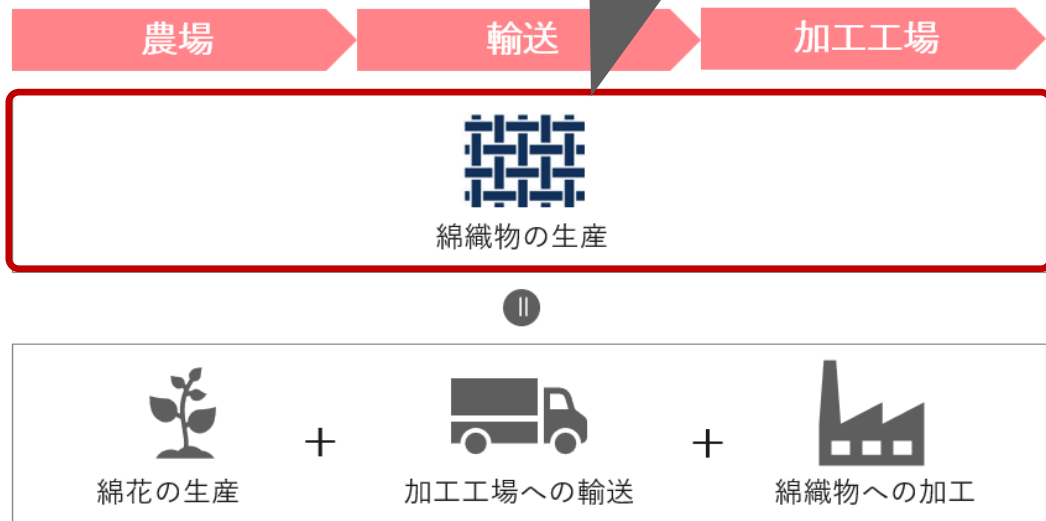 農場
輸送
加工工場
綿織物の生産
=
綿花の生産
+
加工工場への輸送
+
綿織物への加工